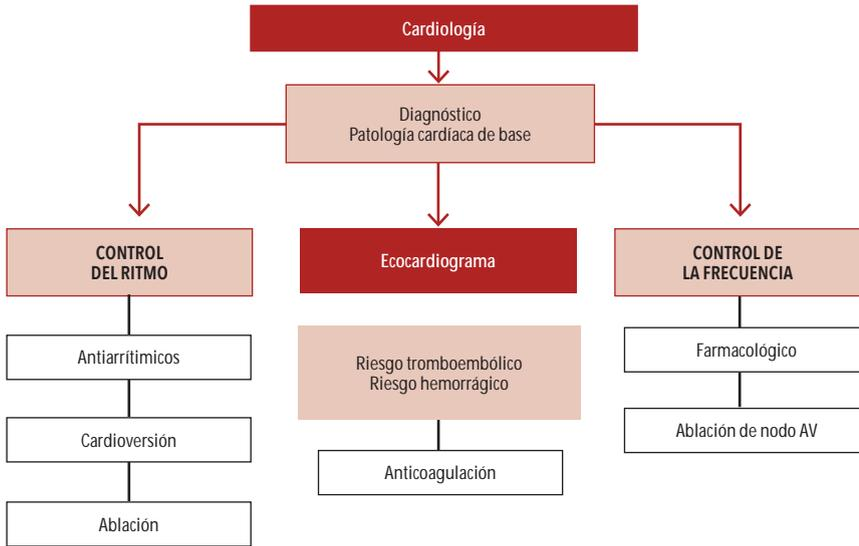 Cardiología
Diagnóstico
Patología cardíaca de base
CONTROL
DEL RITMO
Antiarrítimicos
Cardioversión
Ablación
Ecocardiograma
Riesgo tromboembólico
Riesgo hemorrágico
Anticoagulación
CONTROL DE
LA FRECUENCIA
Farmacológico
Ablación de nodo AV